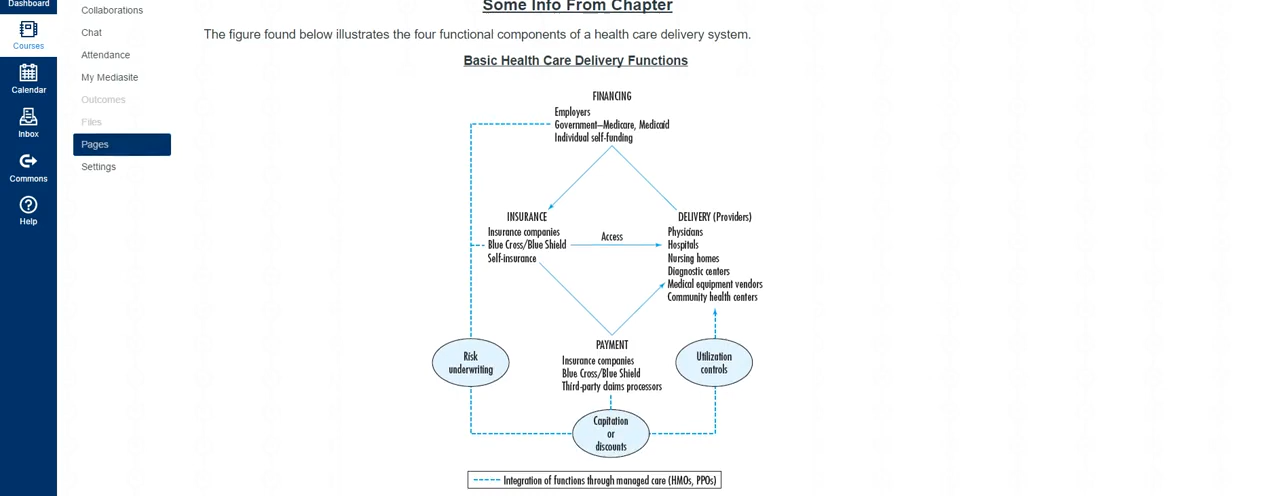 Dashboard
Courses
Calendar
Inbox
Commons
Help
Collaborations
Chat
Attendance
My Mediasite
Outcomes
Files
Pages
Settings
Some Info From Chapter
The figure found below illustrates the four functional components of a health care delivery system.
Basic Health Care Delivery Functions
FINANCING
Employers
Government—Medicare, Medicaid
Individual self-funding
INSURANCE
Insurance companies
Blue Cross/Blue Shield
Self-insurance
Access
DELIVERY (Providers)
Physicians
Hospitals
Nursing homes
Diagnostic centers
Medical equipment vendors
Community health centers
PAYMENT
Insurance companies
Blue Cross/Blue Shield
Third-party claims processors
Risk
underwriting
Utilization
controls
Capitation
or
discounts
Integration of functions through managed care (HMOs, PPOs)